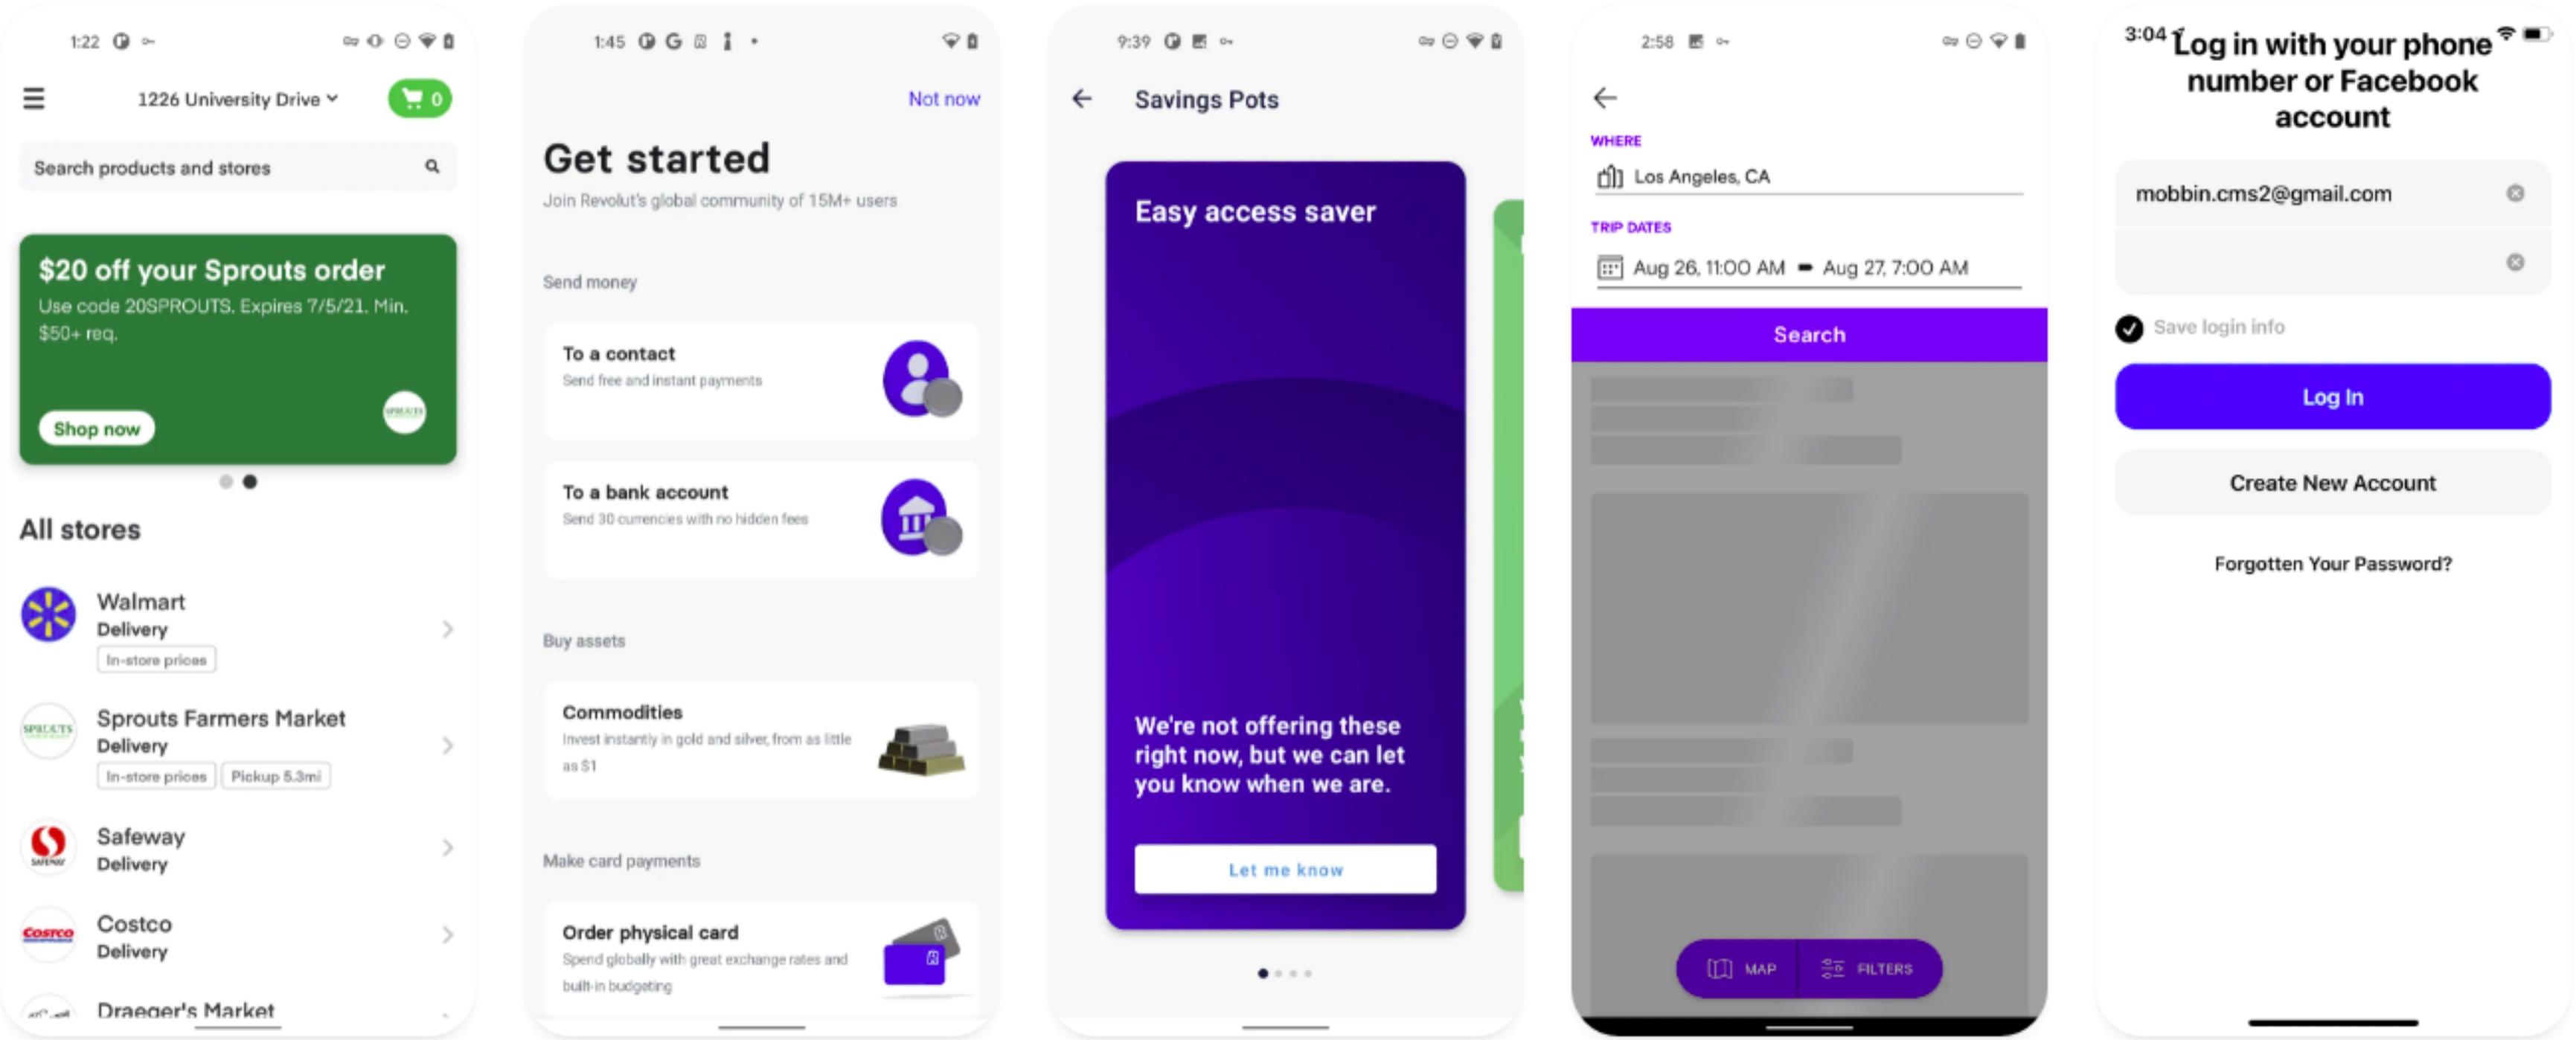 1:22
1226 University Drive
0
Search products and stores
$20 off your Sprouts order
Use code 20SPROUTS. Expires 7/5/21. Min.
$50+ req.
Shop now
SPROUTS
All stores
Walmart
Delivery
In-store prices
SPROUTS
Sprouts Farmers Market
Delivery
In-store prices
Pickup 5.3mi
SAFEWAY
Safeway
Delivery
COSTCO
Costco
Delivery
Draeger's Market
1:45
Not now
Get started
Join Revolut's global community of 15M+ users
Send money
To a contact
Send free and instant payments
To a bank account
Send 30 currencies with no hidden fees
Buy assets
Commodities
Invest instantly in gold and silver, from as little
as $1
Make card payments
Order physical card
Spend globally with great exchange rates and
built-in budgeting
9:39
Savings Pots
Easy access saver
We're not offering these
right now, but we can let
you know when we are.
Let me know
2:58
WHERE
Los Angeles, CA
TRIP DATES
Aug 26, 11:00 AM - Aug 27, 7:00 AM
Search
MAP
FILTERS
3:04
Log in with your phone
number or Facebook
account
mobbin.cms2@gmail.com
Save login info
Log In
Create New Account
Forgotten Your Password?